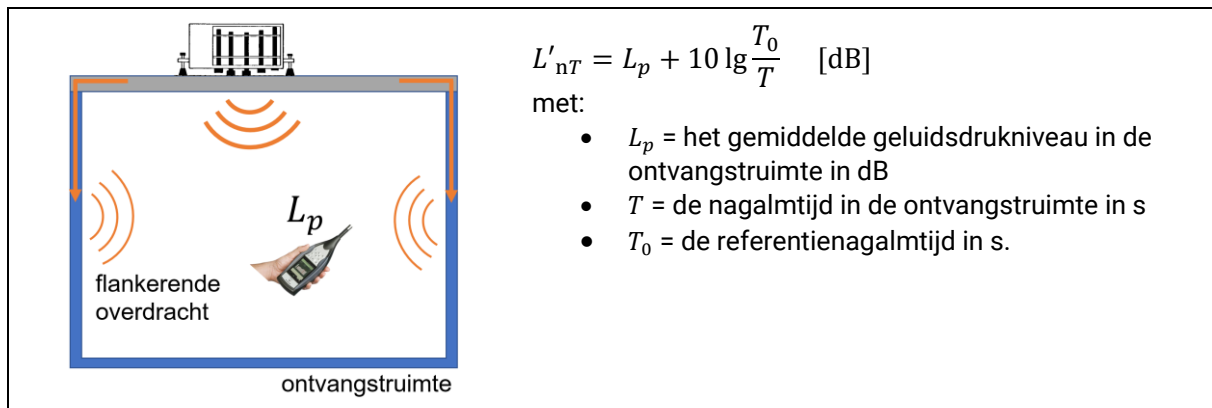 L′nT = Lp + 10 lg T0/T [dB]
met:
• Lp = het gemiddelde geluidsdrukniveau in de
ontvangstruimte in dB
• T = de nagalmtijd in de ontvangstruimte in s
• T0 = de referentienagalmtijd in s.
Lp
flankerende
overdracht
ontvangstruimte